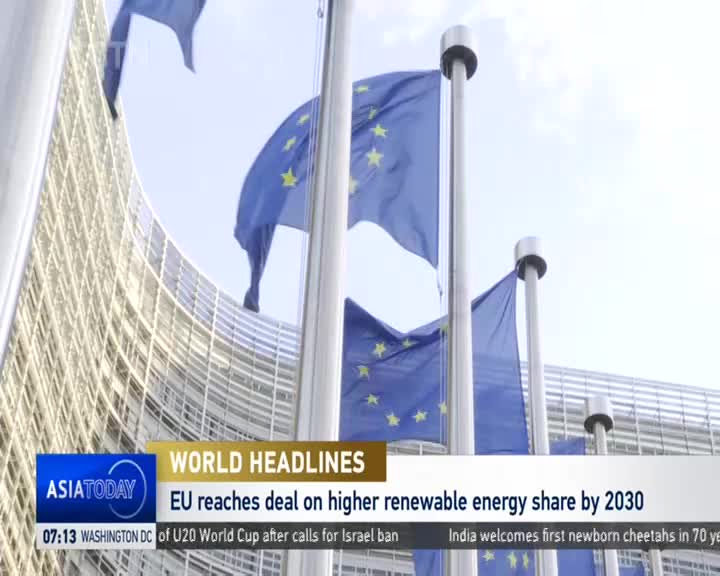 WORLD HEADLINES
ASIATODAY
EU reaches deal on higher renewable energy share by 2030
07:13 WASHINGTON DC
of U20 World Cup after calls for Israel ban
India welcomes first newborn cheetahs in 70 ye